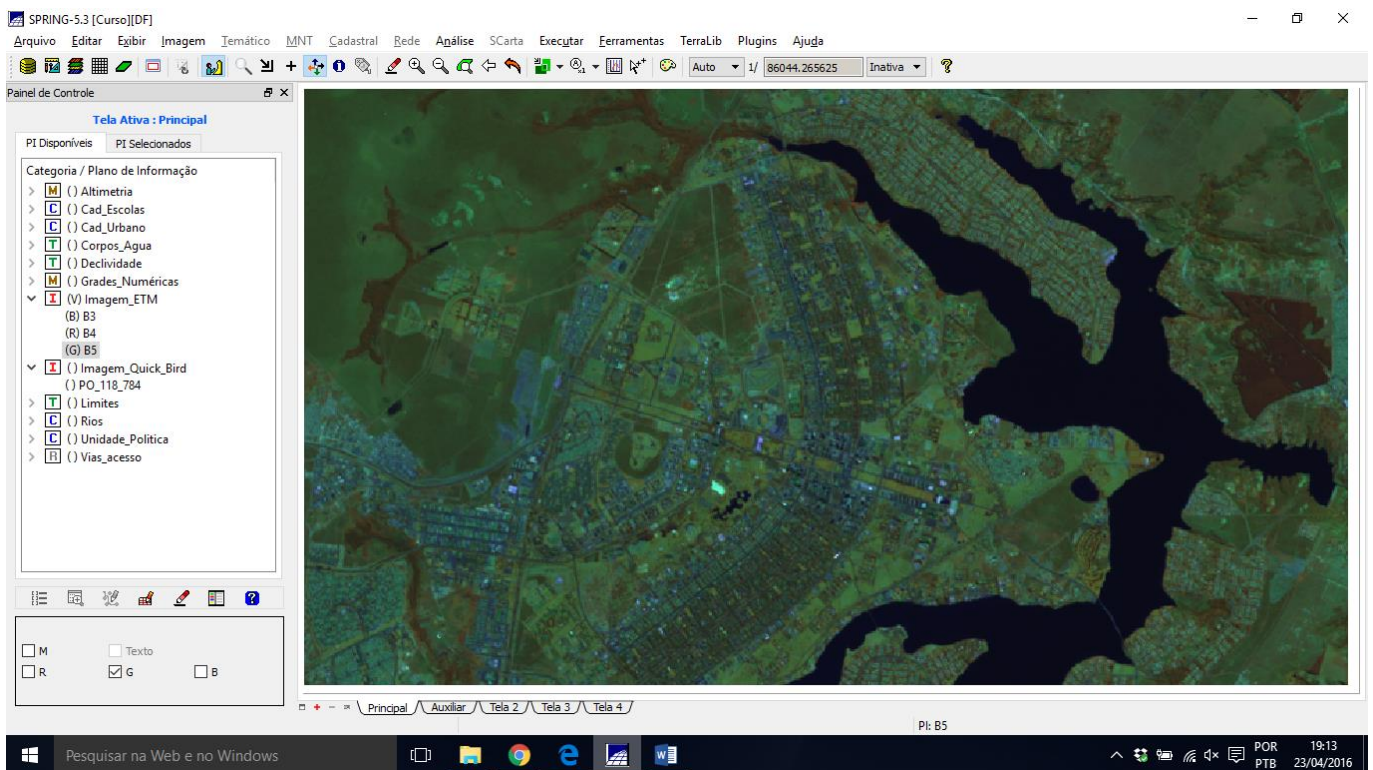 SPRING-5.3 [Curso][DF]
Arquivo Editar Exibir Imagem Temático MNT Cadastral Rede Análise SCarta Executar Ferramentas TerraLib Plugins Ajuda
Auto 1/ 86044.265625 Inativa
Painel de Controle
Tela Ativa : Principal
PI Disponíveis PI Selecionados
Categoria / Plano de Informação
M () Altimetria
C () Cad_Escolas
C () Cad_Urbano
T () Corpos_Agua
T () Declividade
M () Grades_Numéricas
I (V) Imagem_ETM
(B) B3
(R) B4
(G) B5
I () Imagem_Quick_Bird
() PO_118_784
T () Limites
C () Rios
C () Unidade_Politica
R () Vias_acesso
M Texto
R G B
Principal Auxiliar Tela 2 Tela 3 Tela 4
PI: B5
Pesquisar na Web e no Windows
POR 19:13
PTB 23/04/2016